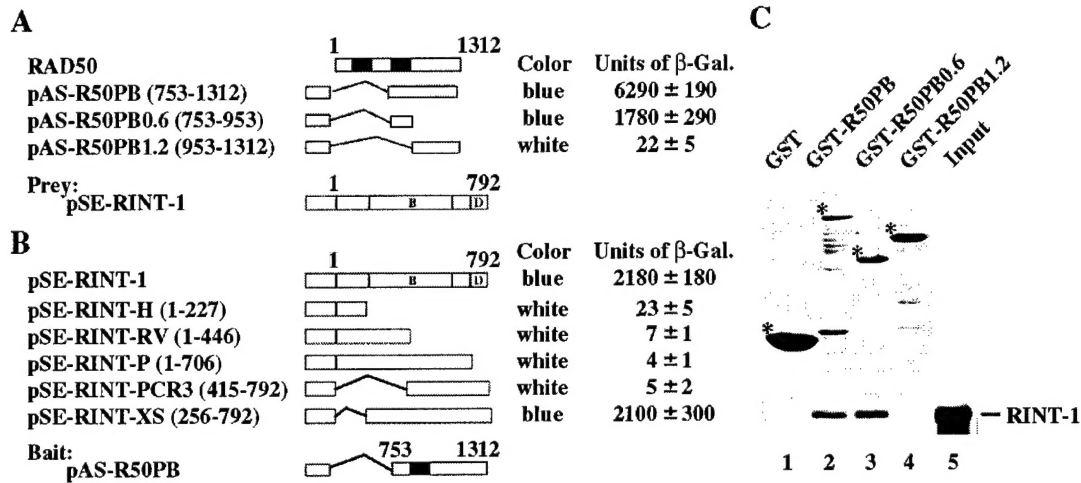 A
1 1312
RAD50 Color Units of β-Gal.
pAS-R50PB (753-1312) blue 6290 ± 190
pAS-R50PB0.6 (753-953) blue 1780 ± 290
pAS-R50PB1.2 (953-1312) white 22 ± 5
Prey: 1 792
pSE-RINT-1 B D
B
1 792 Color Units of β-Gal.
pSE-RINT-1 B D blue 2180 ± 180
pSE-RINT-H (1-227) white 23 ± 5
pSE-RINT-RV (1-446) white 7 ± 1
pSE-RINT-P (1-706) white 4 ± 1
pSE-RINT-PCR3 (415-792) white 5 ± 2
pSE-RINT-XS (256-792) blue 2100 ± 300
Bait: 753 1312
pAS-R50PB
C
GST
GST-R50PB
GST-R50PB0.6
GST-R50PB1.2
Input
* * * *
RINT-1
1 2 3 4 5